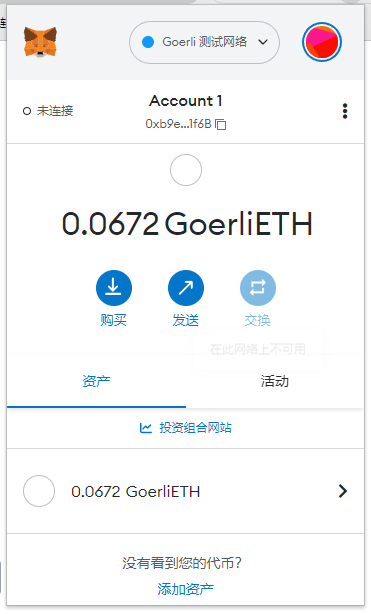 Goerli 测试网络
未连接
Account 1
0xb9e...1f6B
0.0672 GoerliETH
购买
发送
交换
在此网络上不可用
资产
活动
投资组合网站
0.0672 GoerliETH
没有看到您的代币?
添加资产